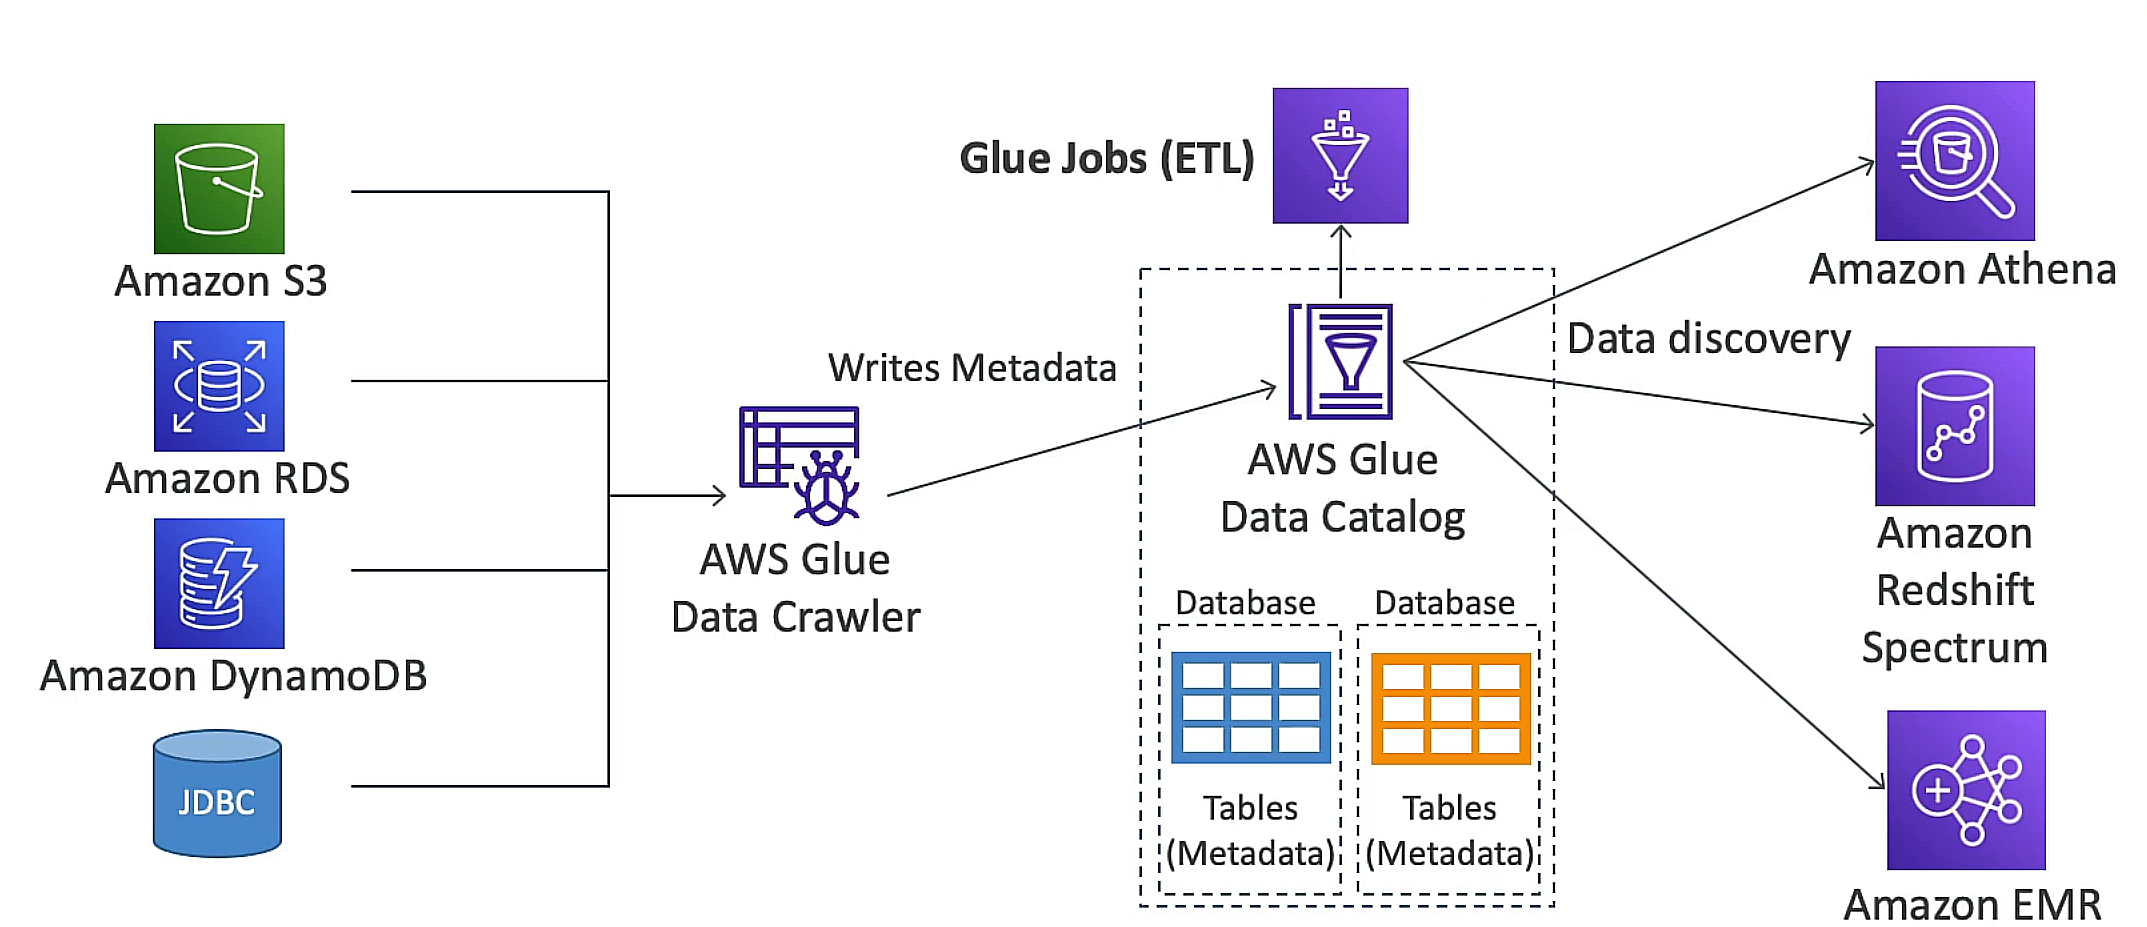 Amazon S3
Amazon RDS
Amazon DynamoDB
JDBC
AWS Glue
Data Crawler
Writes Metadata
Glue Jobs (ETL)
AWS Glue
Data Catalog
Database
Tables
(Metadata)
Database
Tables
(Metadata)
Data discovery
Amazon Athena
Amazon
Redshift
Spectrum
Amazon EMR